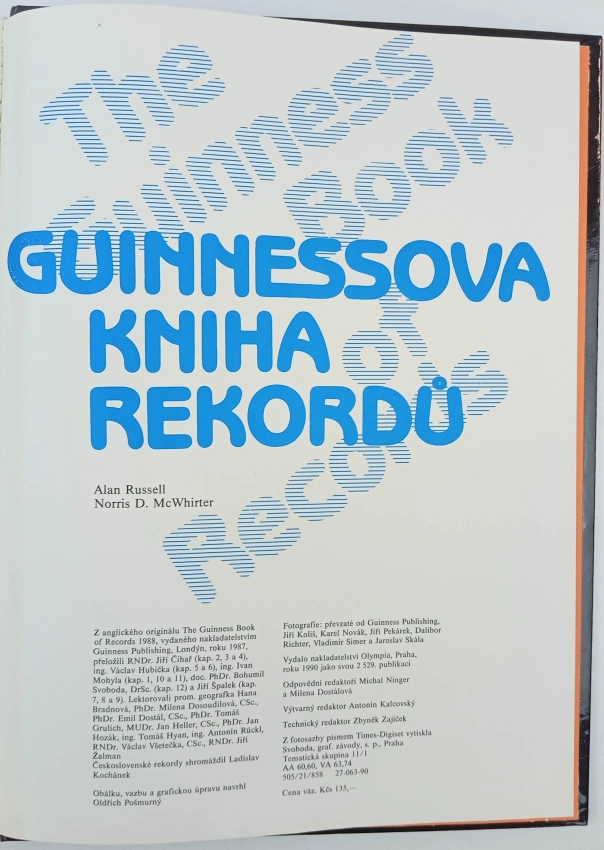 The
Guinness
Book
of
Records
GUINNESSOVA
KNIHA
REKORDŮ
Alan Russell
Norris D. McWhirter
Z anglického originálu The Guinness Book
of Records 1988, vydaného nakladatelstvím
Guinness Publishing, Londýn, roku 1987,
přeložili RNDr. Jiří Čihař (kap. 2, 3 a 4),
ing. Václav Hubička (kap. 5 a 6), ing. Ivan
Mohyla (kap. 1, 10 a 11), doc. PhDr. Bohumil
Svoboda, DrSc. (kap. 12) a Jiří Špalek (kap.
7, 8 a 9). Lektorovali prom. geografka Hana
Bradnová, PhDr. Milena Dosoudilová, CSc.,
PhDr. Emil Dostál, CSc., PhDr. Tomáš
Grulich, MUDr. Jan Heller, CSc., PhDr. Jan
Hozák, ing. Tomáš Hyan, ing. Antonín Rückl,
RNDr. Václav Všetečka, CSc., RNDr. Jiří
Žalman
Československé rekordy shromáždil Ladislav
Kochánek
Obálku, vazbu a grafickou úpravu navrhl
Oldřich Pošmurný
Fotografie: převzaté od Guinness Publishing,
Jiří Koliš, Karel Novák, Jiří Pekárek, Dalibor
Richter, Vladimír Simer a Jaroslav Skála
Vydalo nakladatelství Olympia, Praha,
roku 1990 jako svou 2 529. publikaci
Odpovědní redaktoři Michal Ninger
a Milena Dostálová
Výtvarný redaktor Antonín Kalcovský
Technický redaktor Zbyněk Zajíček
Z fotosazby písmem Times-Digiset vytiskla
Svoboda, graf. závody, s. p., Praha
Tematická skupina 11/1
AA 60,60, VA 63,74
505/21/858 27-063-90
Cena váz. Kčs 135,—